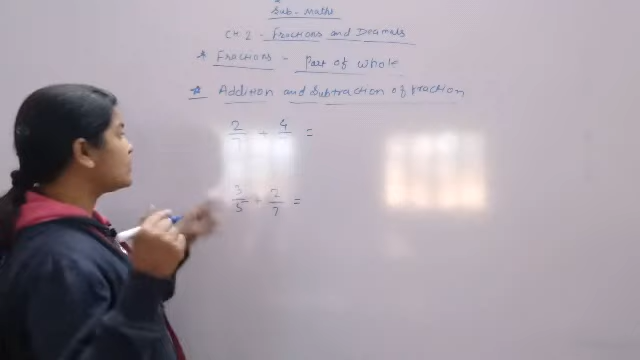 Sub - Maths
CH. 2 - Fractions and Decimals
* Fractions - Part of whole
* Addition and Subtraction of fraction
2/7 + 4/ =
3/5 + 2/7 =